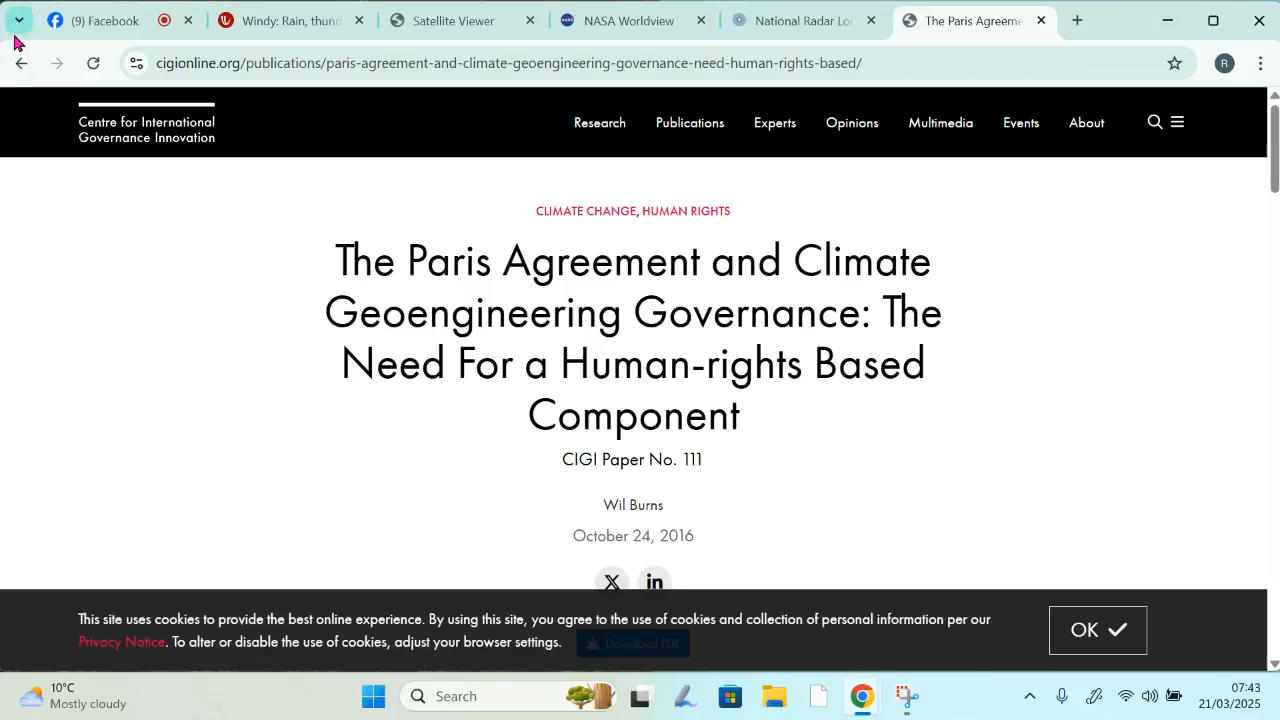 (9) Facebook
Windy: Rain, thund
Satellite Viewer
NASA Worldview
National Radar Lo
The Paris Agreeme
cigionline.org/publications/paris-agreement-and-climate-geoengineering-governance-need-human-rights-based/
R
Centre for International
Governance Innovation
Research
Publications
Experts
Opinions
Multimedia
Events
About
CLIMATE CHANGE, HUMAN RIGHTS
The Paris Agreement and Climate
Geoengineering Governance: The
Need For a Human-rights Based
Component
CIGI Paper No. 111
Wil Burns
October 24, 2016
X
in
This site uses cookies to provide the best online experience. By using this site, you agree to the use of cookies and collection of personal information per our
Privacy Notice. To alter or disable the use of cookies, adjust your browser settings.
Download PDF
OK
10°C
Mostly cloudy
Search
07:43
21/03/2025